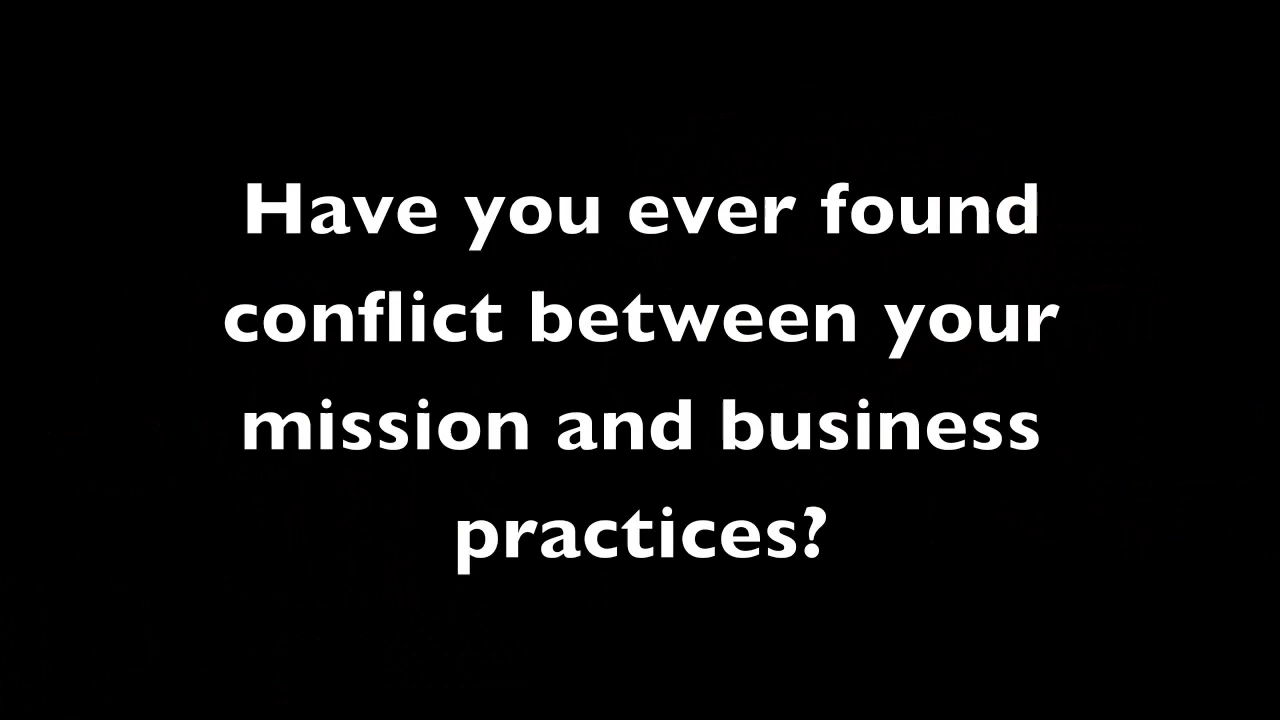 Have you ever found
conflict between your
mission and business
practices?